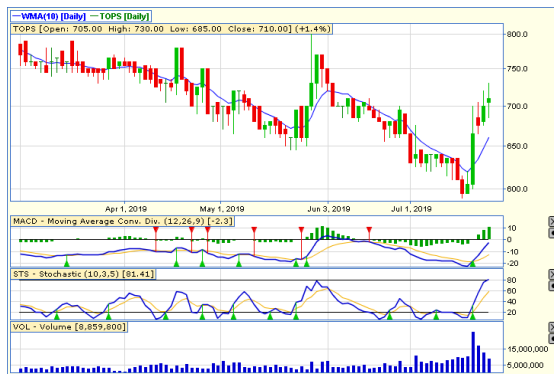 WMA(10) [Daily] TOPS [Daily]
TOPS [Open: 705.00 High: 730.00 Low: 685.00 Close: 710.00] (+1.4%)
800.0
750.0
700.0
600.0
Apr 1, 2019 May 1, 2019 Jun 3, 2019 Jul 1, 2019
MACD - Moving Average Conv. Div. (12,26,9) [-2.3]
10
0
-10
-20
STS - Stochastic (10,3,5) [81.41]
80
60
40
20
VOL - Volume [8,859,800]
15,000,000
5,000,000